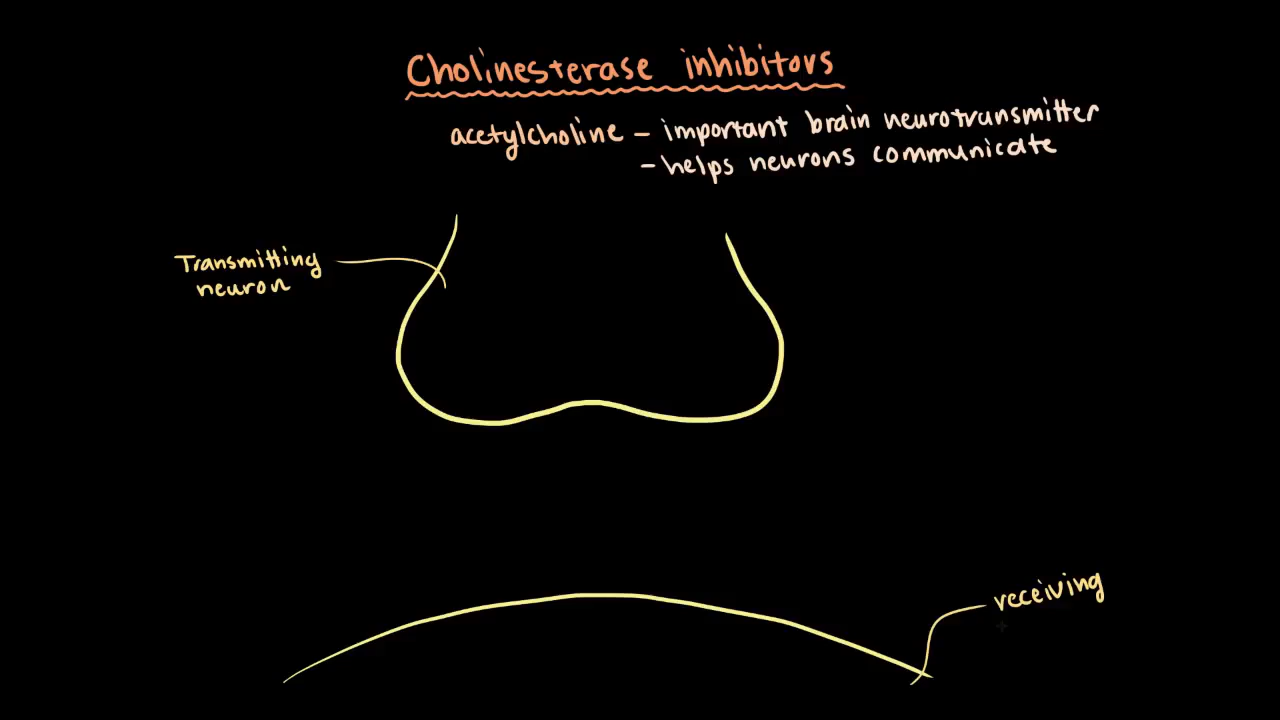 Cholinesterase inhibitors
acetylcholine - important brain neurotransmitter
- helps neurons communicate
Transmitting
neuron
receiving